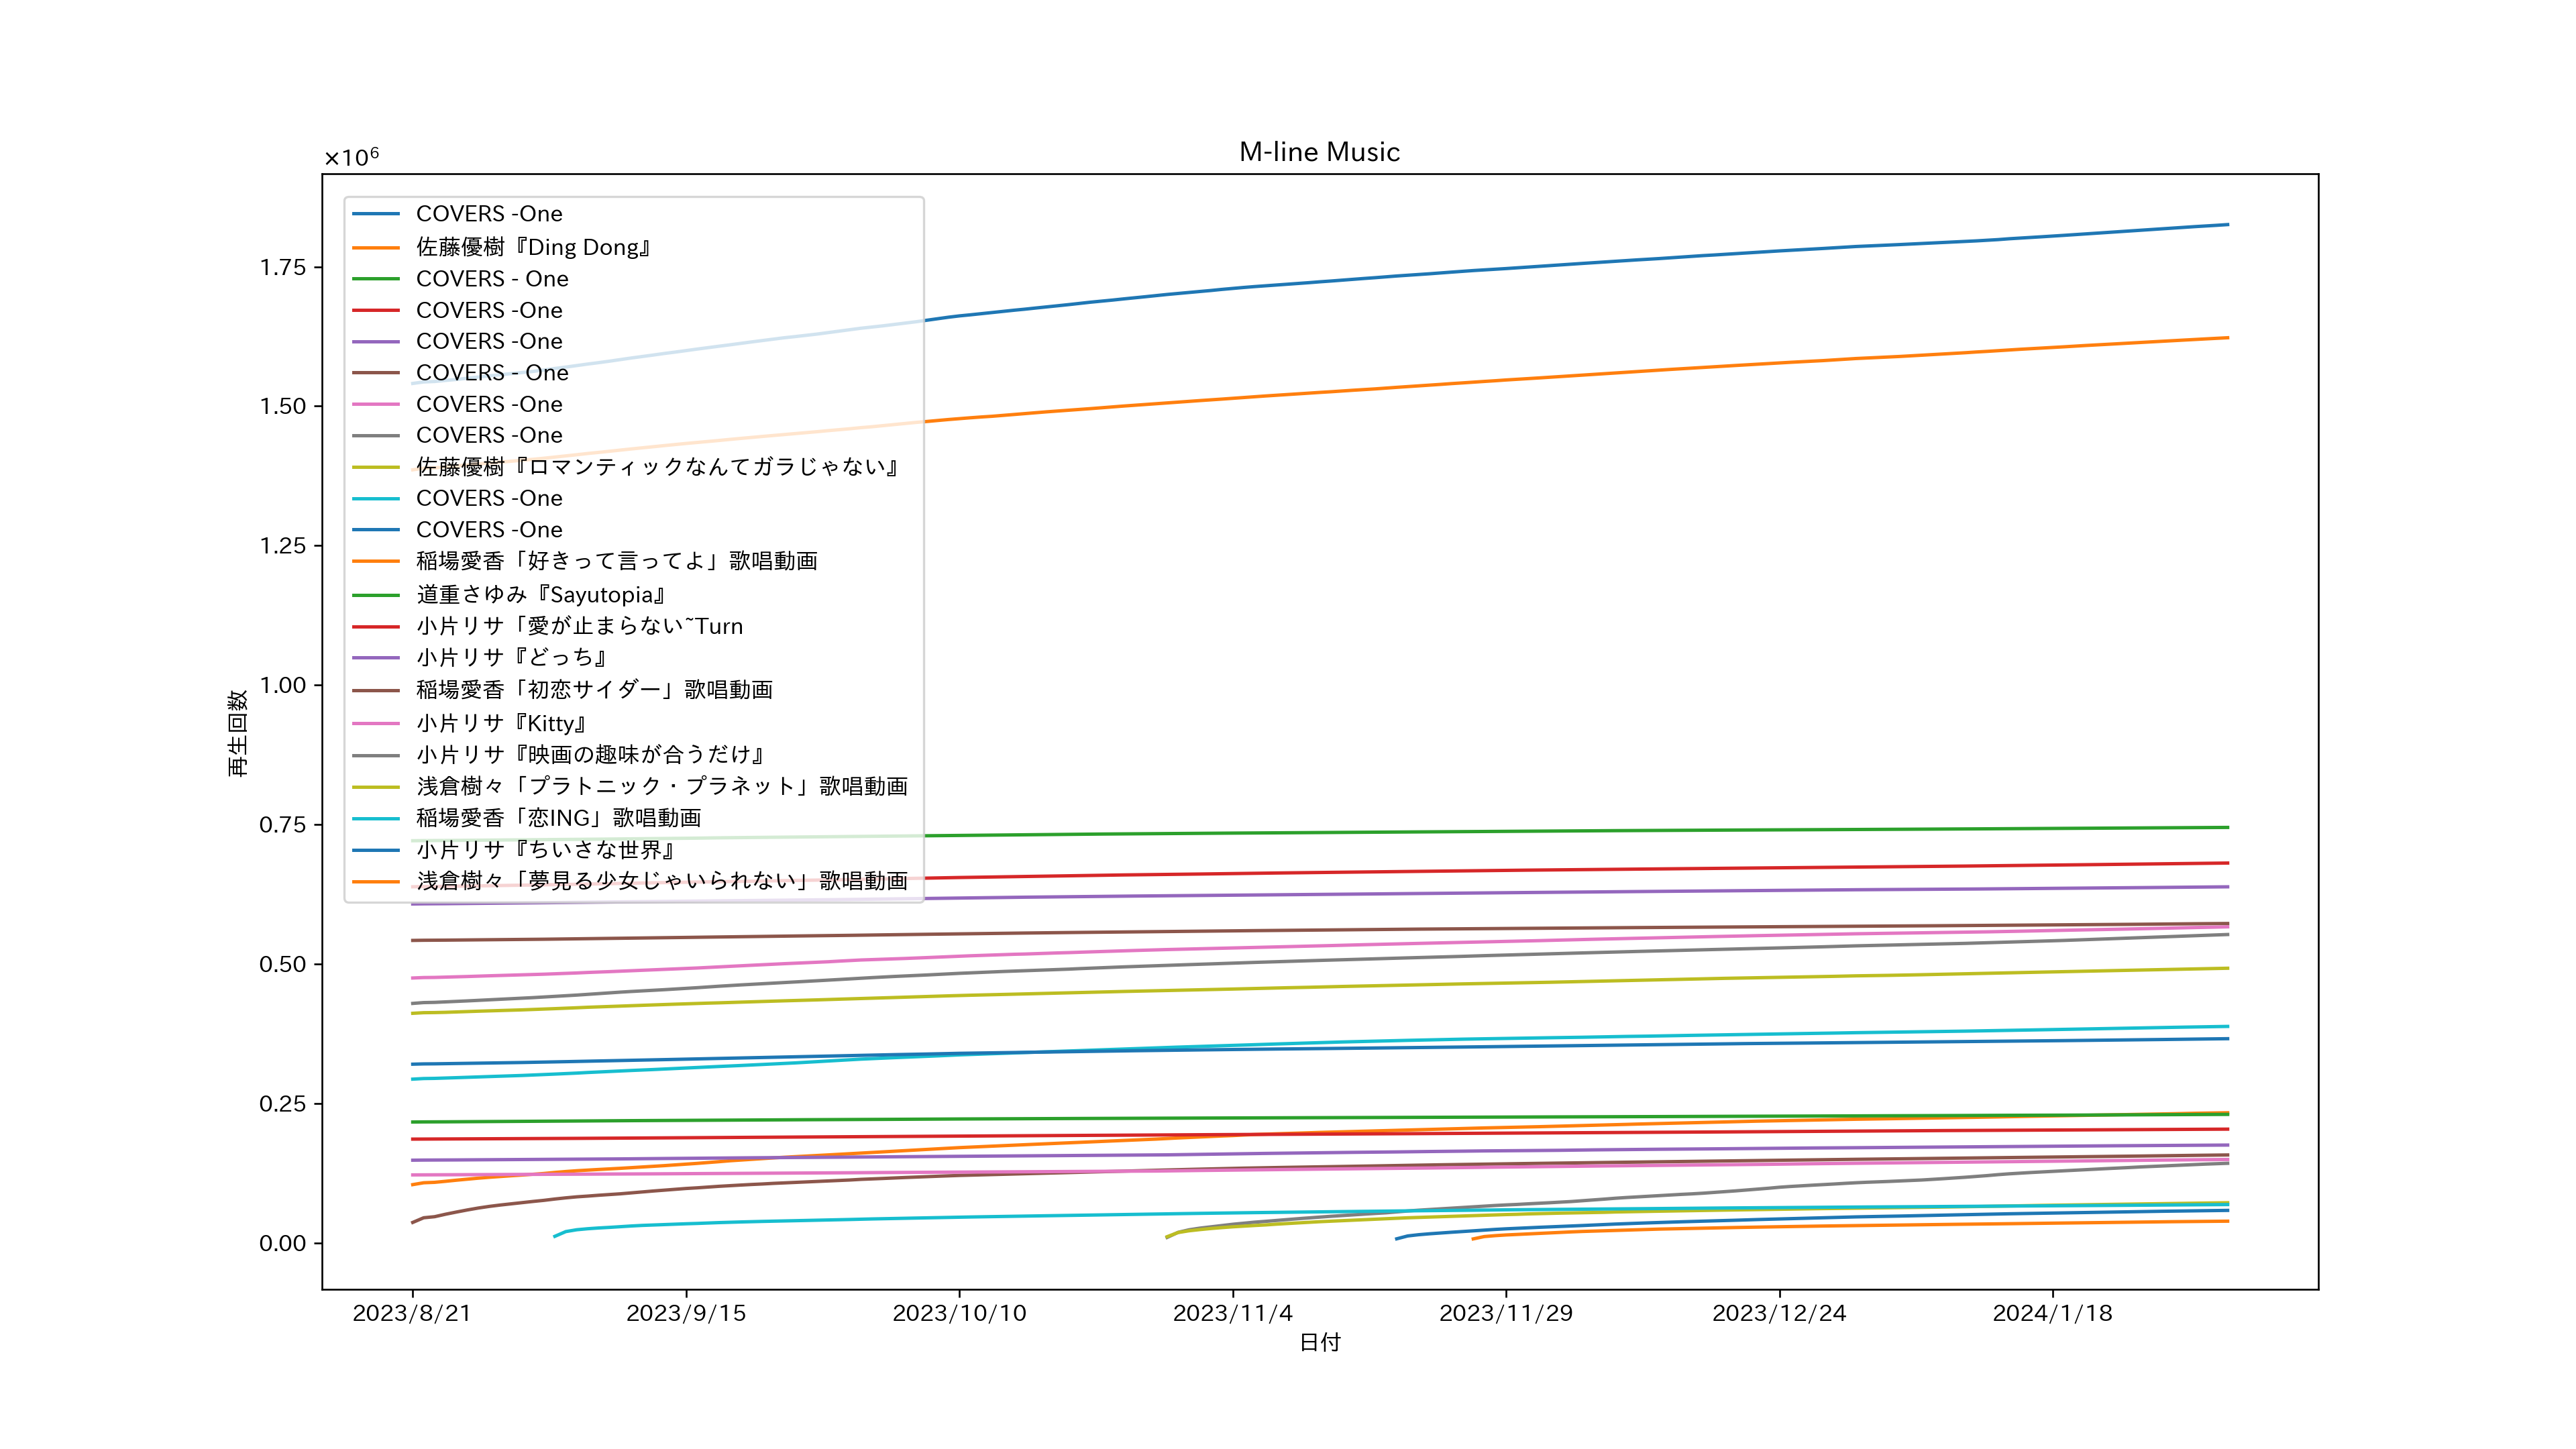 M-line Music
×10⁶
COVERS -One
佐藤優樹『Ding Dong』
COVERS - One
COVERS -One
COVERS -One
COVERS - One
COVERS -One
COVERS -One
佐藤優樹『ロマンティックなんてガラじゃない』
COVERS -One
COVERS -One
稲場愛香「好きって言ってよ」歌唱動画
道重さゆみ『Sayutopia』
小片リサ「愛が止まらない~Turn
小片リサ『どっち』
稲場愛香「初恋サイダー」歌唱動画
小片リサ『Kitty』
小片リサ『映画の趣味が合うだけ』
浅倉樹々「プラトニック・プラネット」歌唱動画
稲場愛香「恋ING」歌唱動画
小片リサ『ちいさな世界』
浅倉樹々「夢見る少女じゃいられない」歌唱動画
1.75
1.50
1.25
1.00
0.75
0.50
0.25
0.00
再生回数
2023/8/21
2023/9/15
2023/10/10
2023/11/4
2023/11/29
2023/12/24
2024/1/18
日付